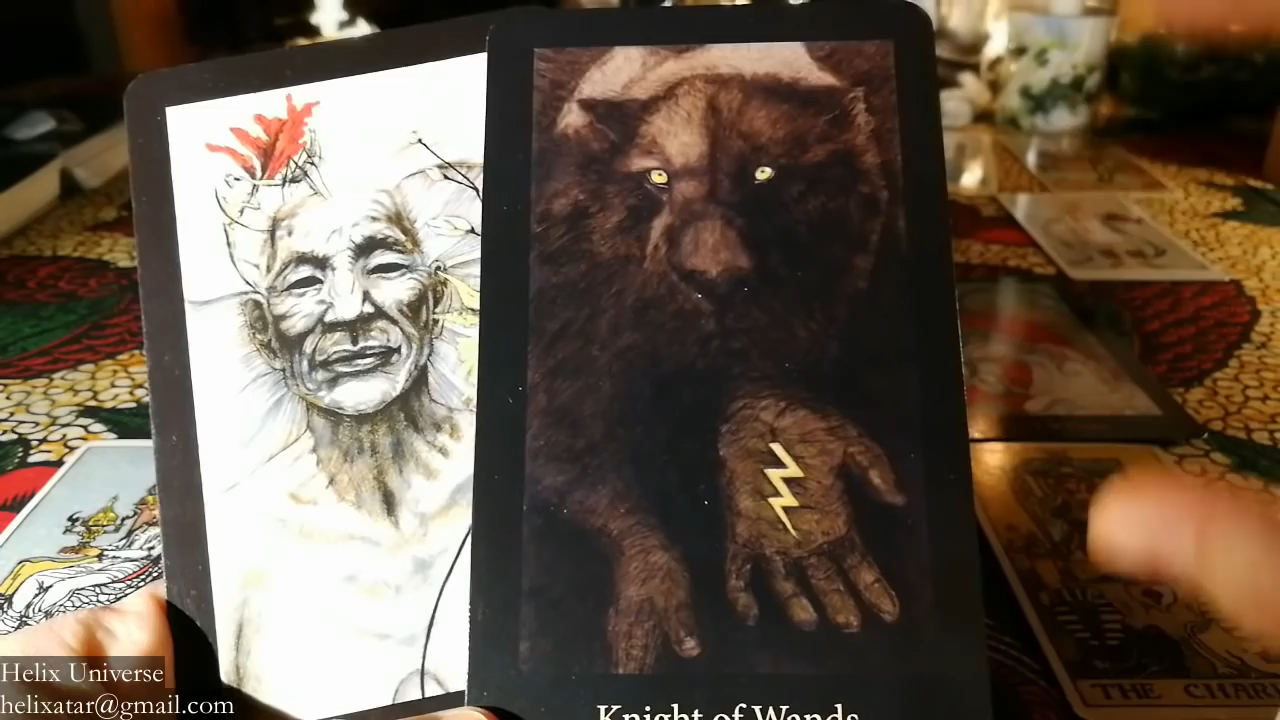 Knight of Wands
THE CHAR
Helix Universe
helixatar@gmail.com